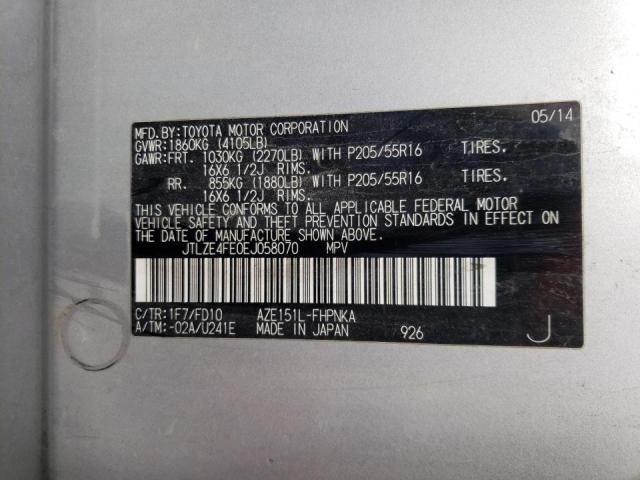 05/14
MFD.BY:TOYOTA MOTOR CORPORATION
GVWR:1860KG (4105LB)
GAWR:FRT. 1030KG (2270LB) WITH P205/55R16 TIRES.
16X6 1/2J RIMS.
RR. 855KG (1880LB) WITH P205/55R16 TIRES.
16X6 1/2J RIMS.
THIS VEHICLE CONFORMS TO ALL APPLICABLE FEDERAL MOTOR
VEHICLE SAFETY AND THEFT PREVENTION STANDARDS IN EFFECT ON
THE DATE OF MANUFACTURE SHOWN ABOVE.
JTLZE4FE0EJ058070 MPV
C/TR:1F7/FD10 AZE151L-FHPNKA
A/TM:-02A/U241E MADE IN JAPAN 926 J